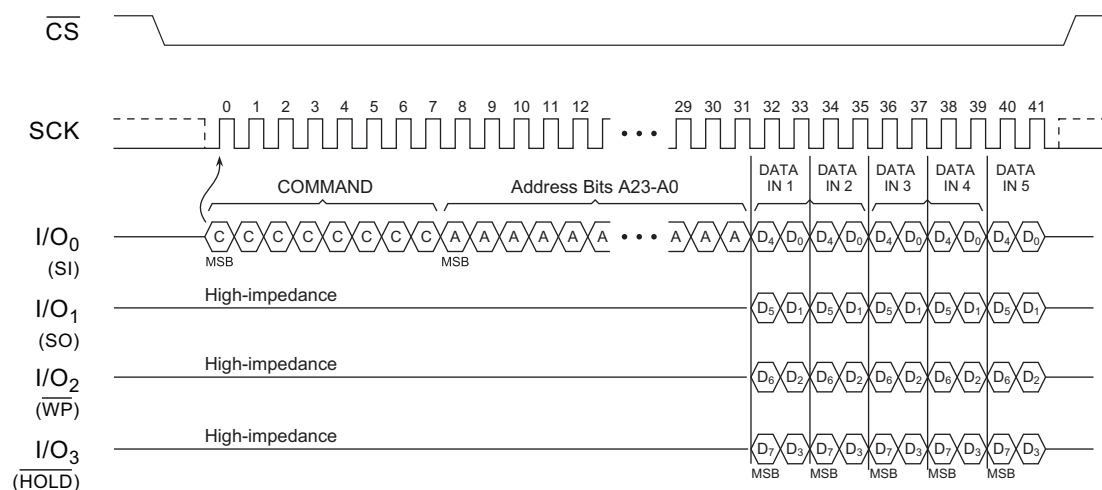 CS
0 1 2 3 4 5 6 7 8 9 10 11 12 29 30 31 32 33 34 35 36 37 38 39 40 41
SCK
COMMAND Address Bits A23-A0 DATA IN 1 DATA IN 2 DATA IN 3 DATA IN 4 DATA IN 5
I/O0 C C C C C C C C A A A A A A • • • A A A D4 D0 D4 D0 D4 D0 D4 D0 D4 D0
(SI) MSB MSB
High-impedance
I/O1 D5 D1 D5 D1 D5 D1 D5 D1 D5 D1
(SO)
High-impedance
I/O2 D6 D2 D6 D2 D6 D2 D6 D2 D6 D2
(WP)
High-impedance
I/O3 D7 D3 D7 D3 D7 D3 D7 D3 D7 D3
(HOLD) MSB MSB MSB MSB MSB